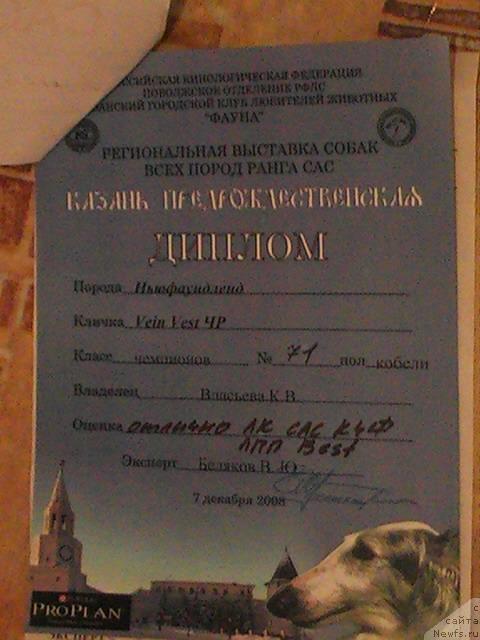 РОССИЙСКАЯ КИНОЛОГИЧЕСКАЯ ФЕДЕРАЦИЯ
ПОВОЛЖСКОЕ ОТДЕЛЕНИЕ РФЛС
КАЗАНСКИЙ ГОРОДСКОЙ КЛУБ ЛЮБИТЕЛЕЙ ЖИВОТНЫХ
"ФАУНА"
РЕГИОНАЛЬНАЯ ВЫСТАВКА СОБАК
ВСЕХ ПОРОД РАНГА САС
КАЗАНЬ ПРЕДРОЖДЕСТВЕНСКАЯ
ДИПЛОМ
Порода Ньюфаундленд
Кличка Vein Vest ЧР
Класс чемпионов № 71 пол кобели
Владелец Власьева К.В.
Оценка отлично ЛК САС КЧФ
ЛПП Best
Эксперт Беляков В.Ю.
7 декабря 2008
PROPLAN
ЭКСПЕРТ
с
сайта
Newfs.ru